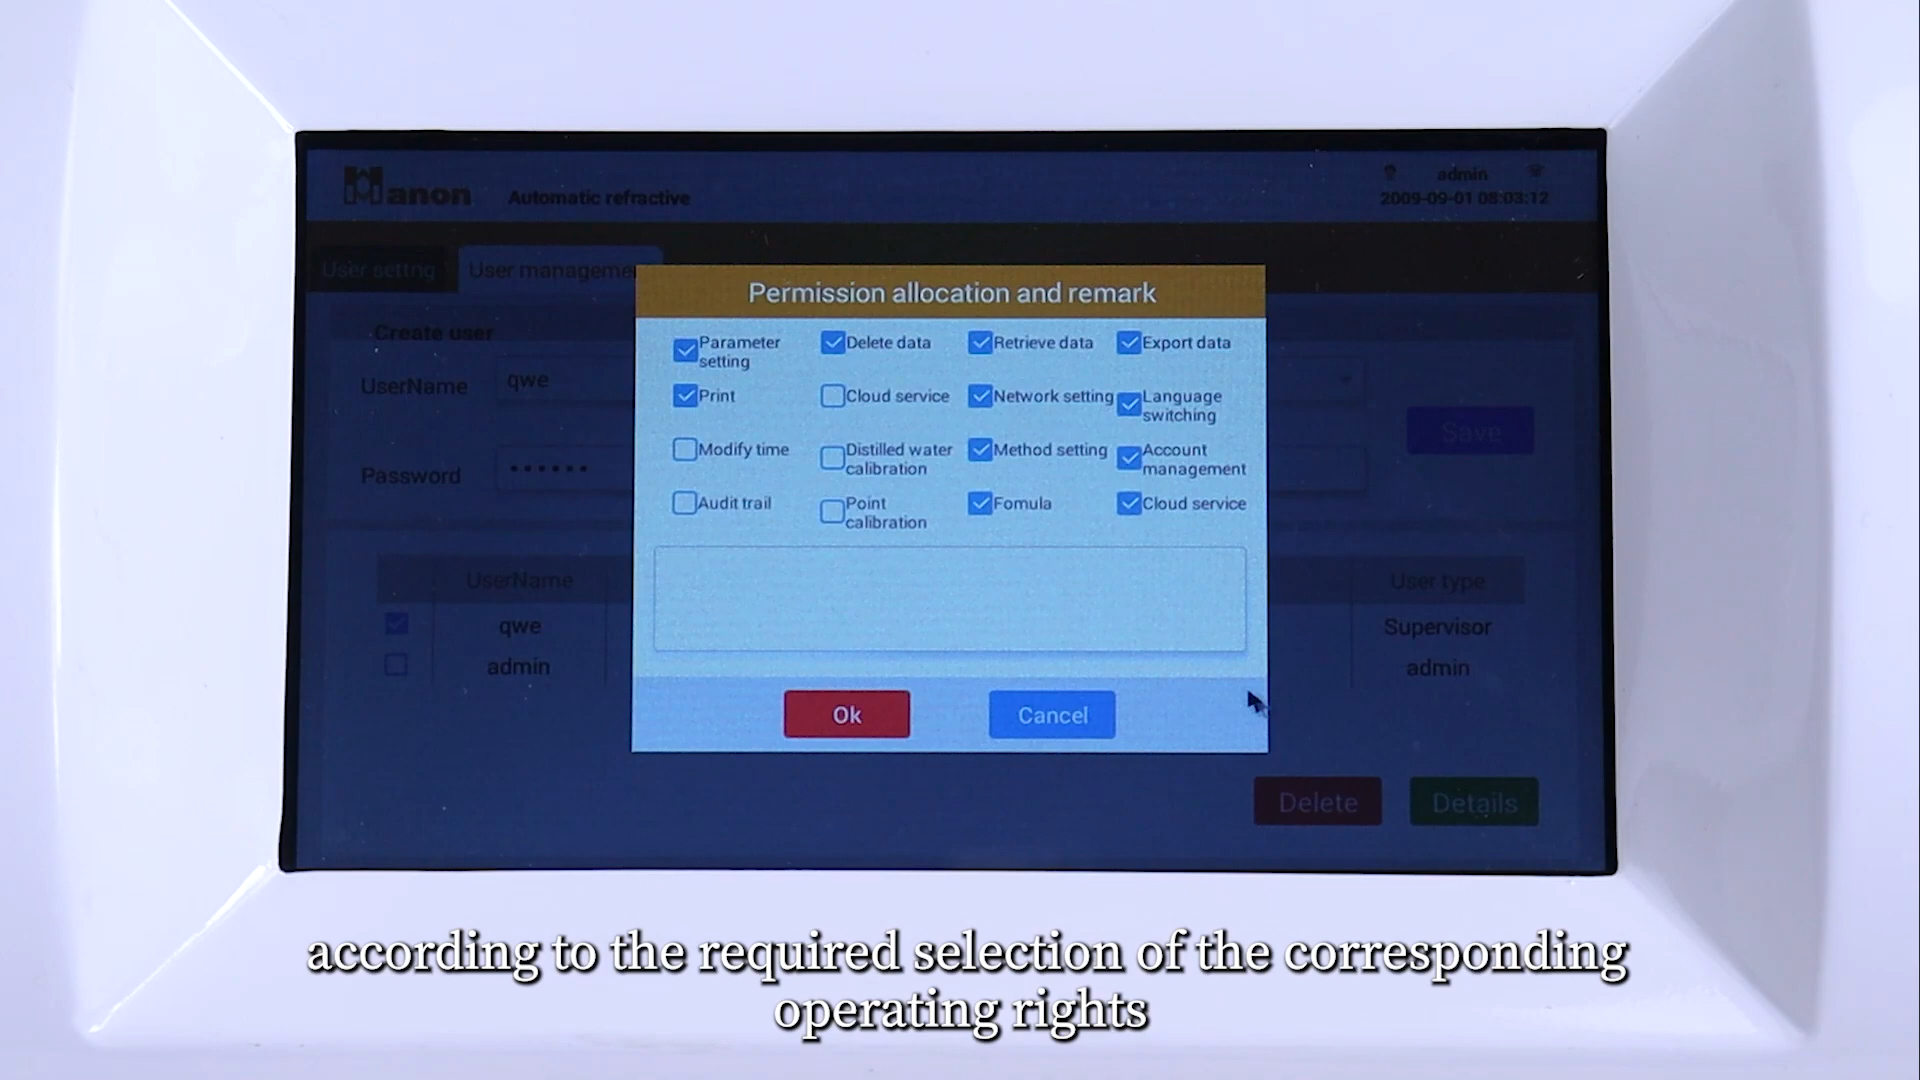 Hanon Automatic refractive
admin
2009-09-01 08:03:12
User setting User manageme
Create user
UserName qwe
Password ••••••
Save
Permission allocation and remark
Parameter setting
Delete data
Retrieve data
Export data
Print
Cloud service
Network setting
Language switching
Modify time
Distilled water calibration
Method setting
Account management
Audit trail
Point calibration
Fomula
Cloud service
Ok Cancel
UserName User type
qwe Supervisor
admin admin
Delete Details
according to the required selection of the corresponding
operating rights